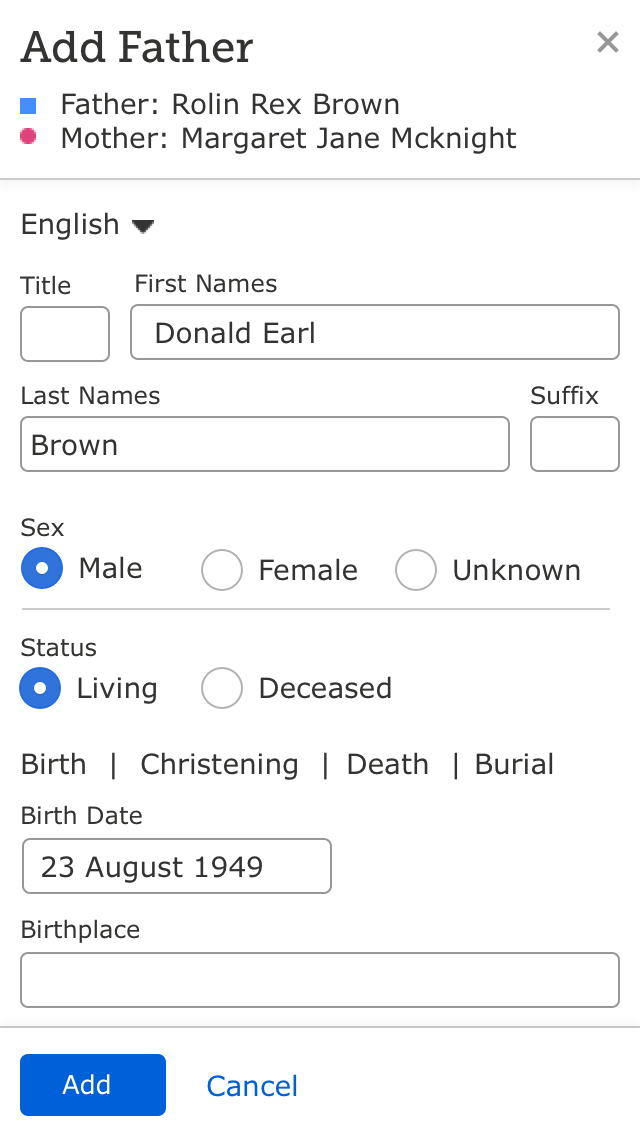 Add Father
Father: Rolin Rex Brown
Mother: Margaret Jane Mcknight
English
Title First Names
Donald Earl
Last Names Suffix
Brown
Sex
Male Female Unknown
Status
Living Deceased
Birth | Christening | Death | Burial
Birth Date
23 August 1949
Birthplace
Add Cancel